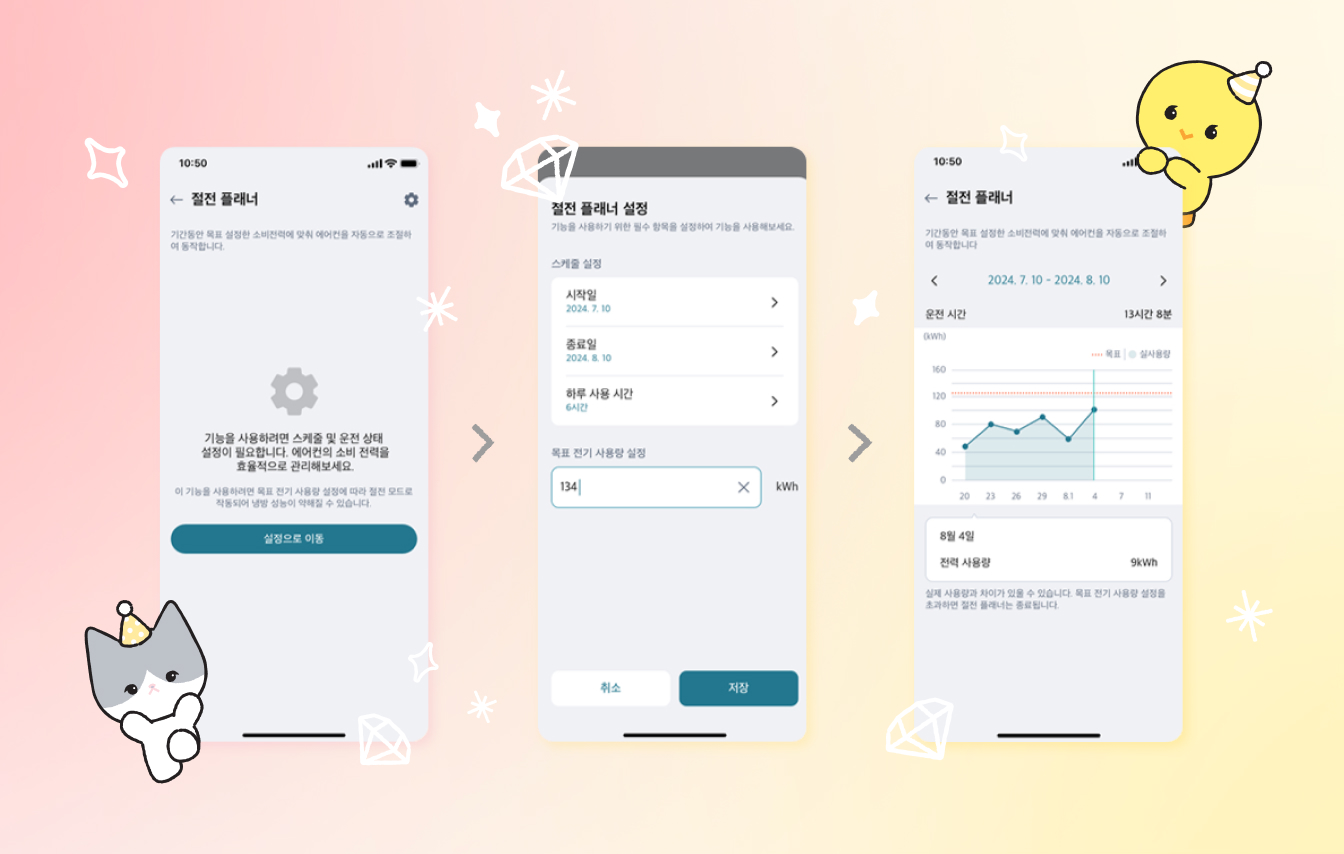 10:50
절전 플래너
기간동안 목표 설정한 소비전력에 맞춰 에어컨을 자동으로 조절하
여 동작합니다.
기능을 사용하려면 스케줄 및 운전 상태
설정이 필요합니다. 에어컨의 소비 전력을
효율적으로 관리해보세요.
이 기능을 사용하려면 목표 전기 사용량 설정에 따라 절전 모드로
작동되어 냉방 성능이 약해질 수 있습니다.
설정으로 이동
절전 플래너 설정
기능을 사용하기 위한 필수 항목을 설정하여 기능을 사용해보세요.
스케줄 설정
시작일
2024. 7. 10
종료일
2024. 8. 10
하루 사용 시간
6시간
목표 전기 사용량 설정
134
kWh
취소
저장
10:50
절전 플래너
기간동안 목표 설정한 소비전력에 맞춰 에어컨을 자동으로 조절하
여 동작합니다
2024. 7. 10 - 2024. 8. 10
운전 시간 13시간 8분
(kWh)
목표 실사용량
160
120
80
40
0
20 23 26 29 8.1 4 7 11
8월 4일
전력 사용량 9kWh
실제 사용량과 차이가 있을 수 있습니다. 목표 전기 사용량 설정을
초과하면 절전 플래너는 종료됩니다.